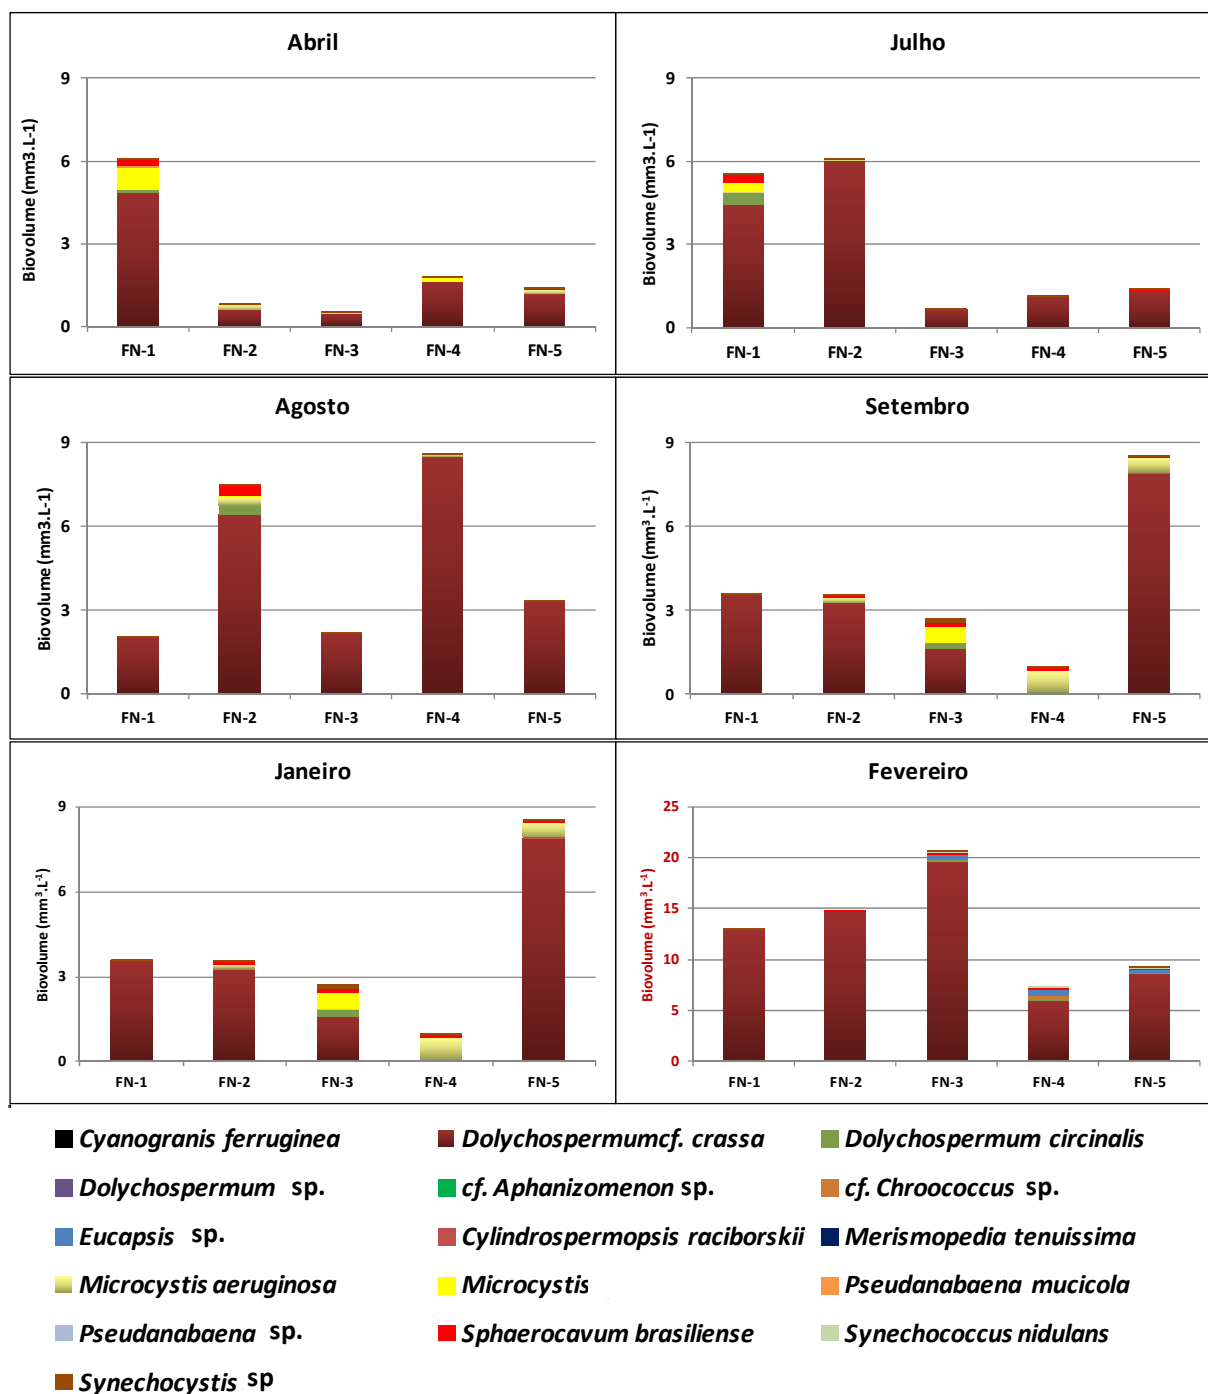 Abril
Biovolume (mm3.L-1)
9
6
3
0
FN-1 FN-2 FN-3 FN-4 FN-5
Julho
Biovolume (mm3.L-1)
9
6
3
0
FN-1 FN-2 FN-3 FN-4 FN-5
Agosto
Biovolume (mm3.L-1)
9
6
3
0
FN-1 FN-2 FN-3 FN-4 FN-5
Setembro
Biovolume (mm³.L⁻¹)
9
6
3
0
FN-1 FN-2 FN-3 FN-4 FN-5
Janeiro
Biovolume (mm³.L⁻¹)
9
6
3
0
FN-1 FN-2 FN-3 FN-4 FN-5
Fevereiro
Biovolume (mm³.L⁻¹)
25
20
15
10
5
0
FN-1 FN-2 FN-3 FN-4 FN-5
Cyanogranis ferruginea Dolychospermumcf. crassa Dolychospermum circinalis
Dolychospermum sp. cf. Aphanizomenon sp. cf. Chroococcus sp.
Eucapsis sp. Cylindrospermopsis raciborskii Merismopedia tenuissima
Microcystis aeruginosa Microcystis Pseudanabaena mucicola
Pseudanabaena sp. Sphaerocavum brasiliense Synechococcus nidulans
Synechocystis sp